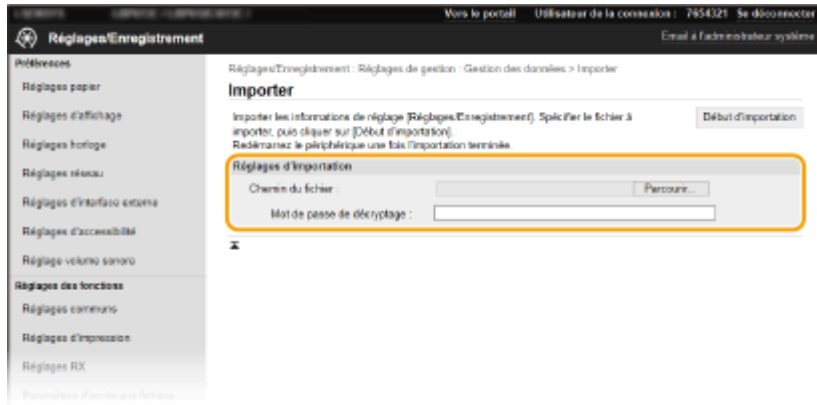 Vers le portail Utilisateur de la connexion : 7654321 Se déconnecter
Réglages/Enregistrement
Email à l'administrateur système
Préférences
Réglages papier
Réglages d'affichage
Réglages horloge
Réglages réseau
Réglages d'interface externe
Réglages d'accessibilité
Réglage volume sonore
Réglages des fonctions
Réglages communs
Réglages d'impression
Réglages RX
Paramètres d'accès aux fichiers
Réglages/Enregistrement : Réglages de gestion : Gestion des données > Importer
Importer
Importer les informations de réglage [Réglages/Enregistrement]. Spécifier le fichier à
importer, puis cliquer sur [Début d'importation].
Redémarrez le périphérique une fois l'importation terminée.
Début d'importation
Réglages d'importation
Chemin du fichier :
Parcourir...
Mot de passe de décryptage :